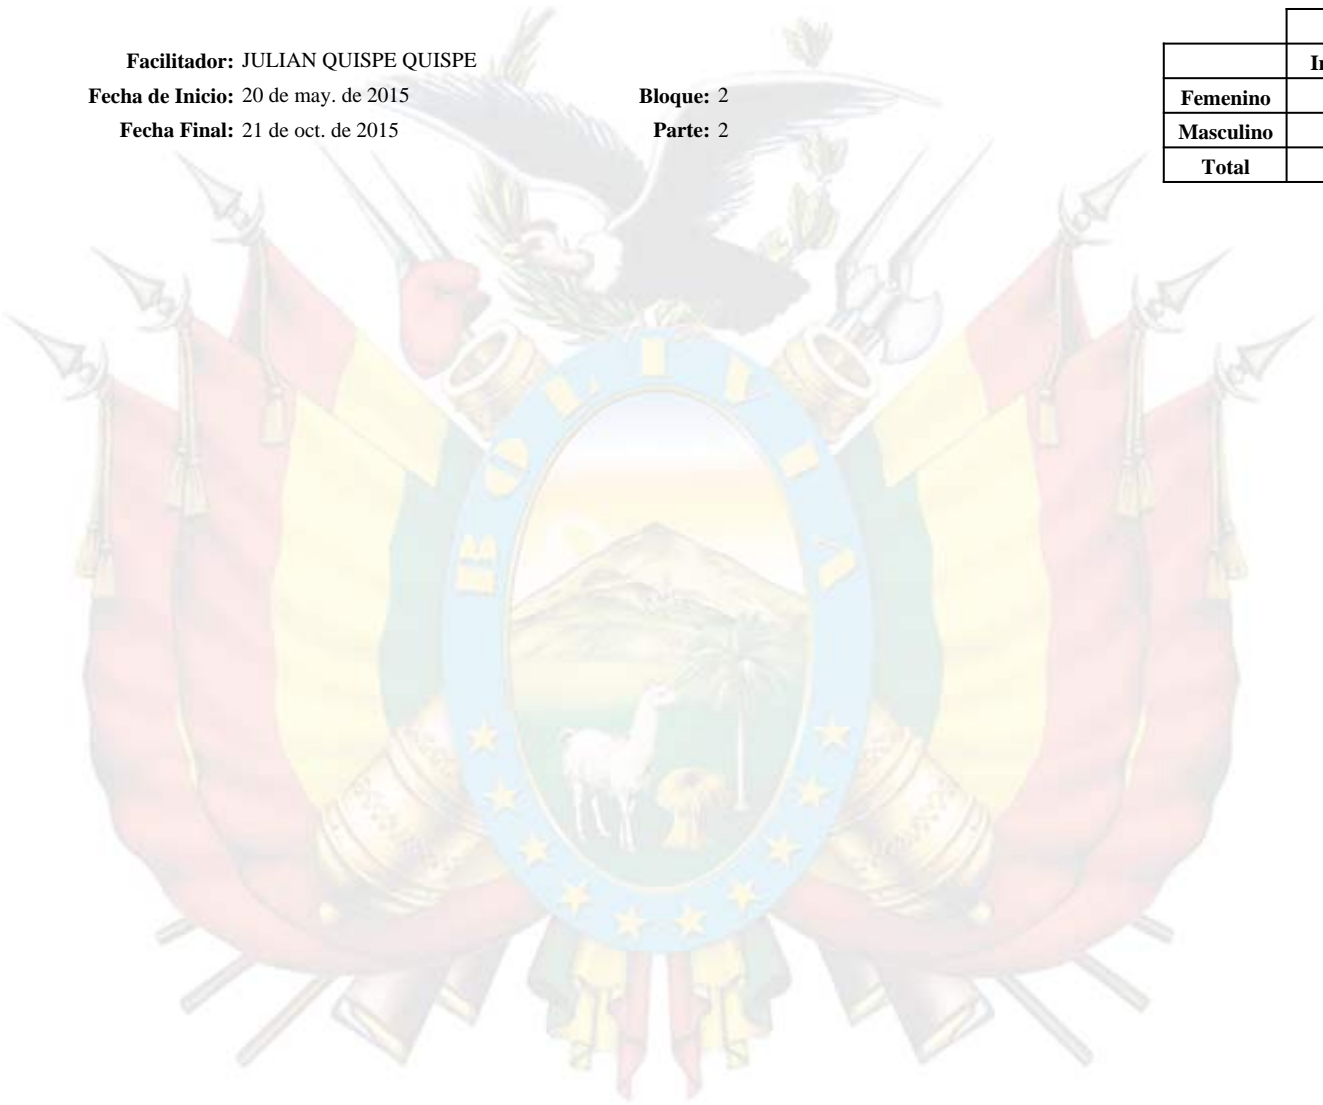 Facilitador: JULIAN QUISPE QUISPE
Fecha de Inicio: 20 de may. de 2015 Bloque: 2
Fecha Final: 21 de oct. de 2015 Parte: 2
Femenino
Masculino
Total
BOLIVIA